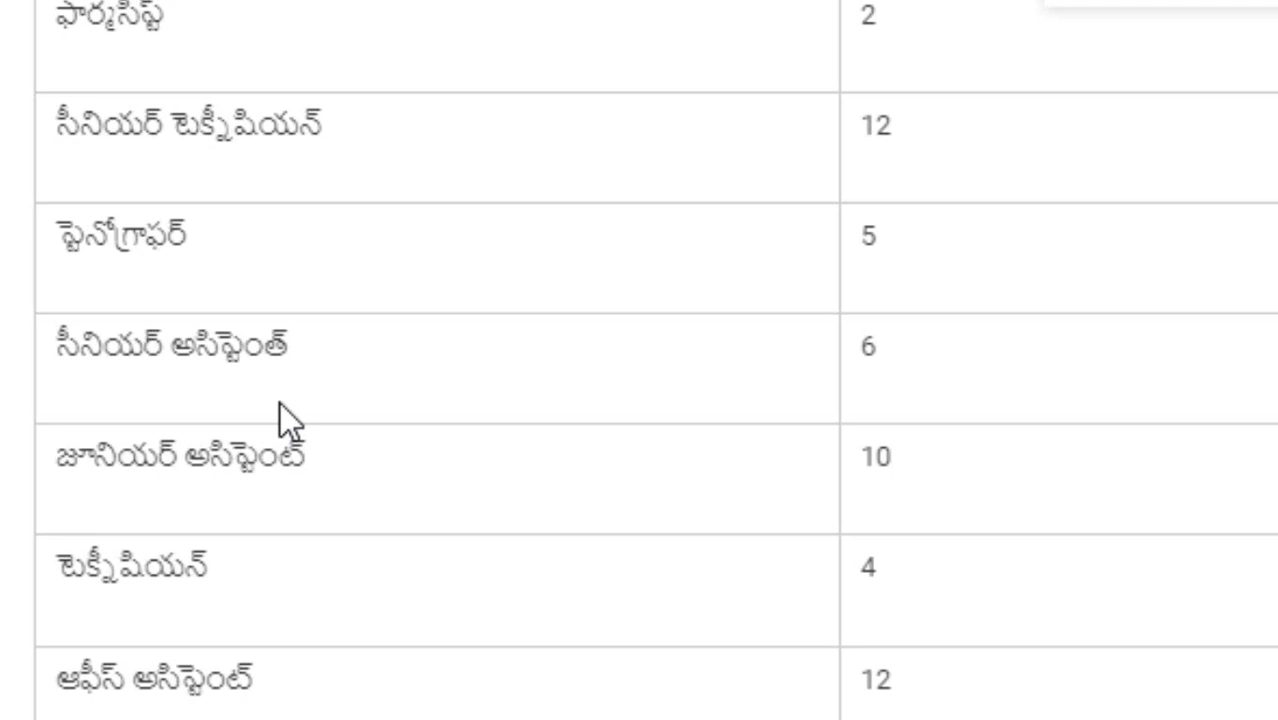 ఫార్మసిస్ట్ 2
సీనియర్ టెక్నీషియన్ 12
స్టెనోగ్రాఫర్ 5
సీనియర్ అసిస్టెంత్ 6
జూనియర్ అసిస్టెంట్ 10
టెక్నీషియన్ 4
ఆఫీస్ అసిస్టెంట్ 12